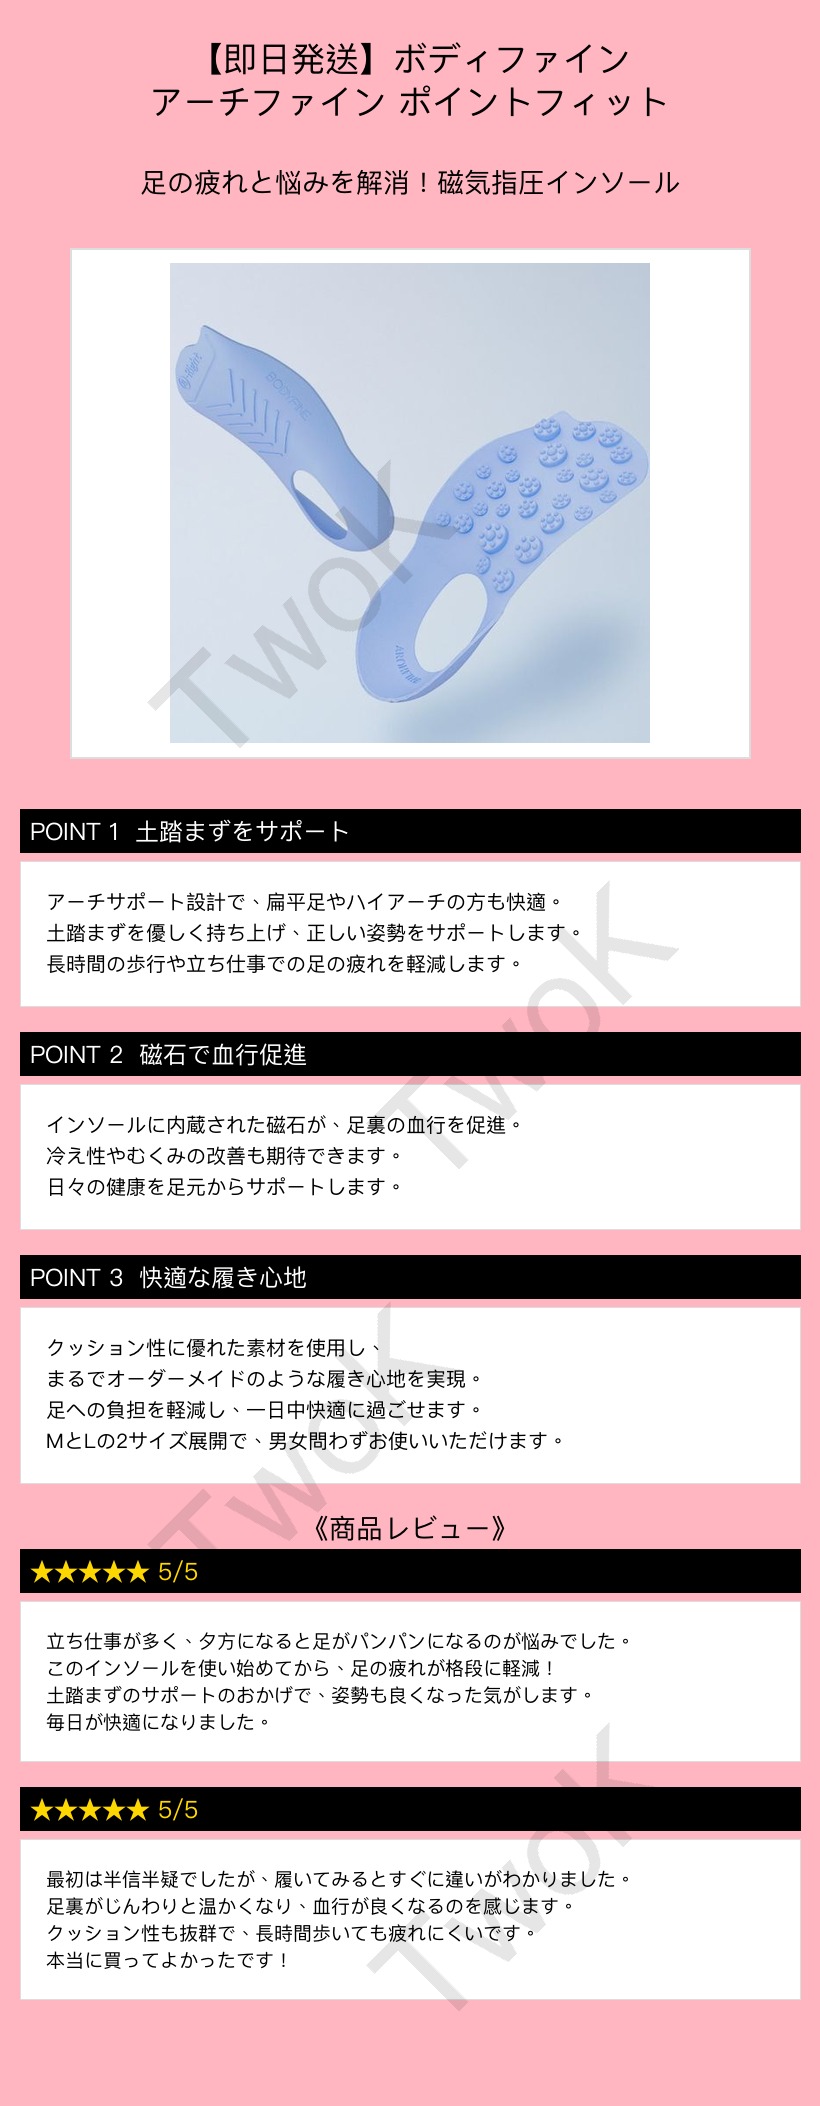 【即日発送】ボディファイン
アーチファイン ポイントフィット
足の疲れと悩みを解消！磁気指圧インソール
BODYFINE
TwoK
POINT 1 土踏まずをサポート
アーチサポート設計で、扁平足やハイアーチの方も快適。
土踏まずを優しく持ち上げ、正しい姿勢をサポートします。
長時間の歩行や立ち仕事での足の疲れを軽減します。
TwoK
POINT 2 磁石で血行促進
インソールに内蔵された磁石が、足裏の血行を促進。
冷え性やむくみの改善も期待できます。
日々の健康を足元からサポートします。
POINT 3 快適な履き心地
クッション性に優れた素材を使用し、
まるでオーダーメイドのような履き心地を実現。
足への負担を軽減し、一日中快適に過ごせます。
MとLの2サイズ展開で、男女問わずお使いいただけます。
TwoK
《商品レビュー》
★★★★★ 5/5
立ち仕事が多く、夕方になると足がパンパンになるのが悩みでした。
このインソールを使い始めてから、足の疲れが格段に軽減！
土踏まずのサポートのおかげで、姿勢も良くなった気がします。
毎日が快適になりました。
★★★★★ 5/5
最初は半信半疑でしたが、履いてみるとすぐに違いがわかりました。
足裏がじんわりと温かくなり、血行が良くなるのを感じます。
クッション性も抜群で、長時間歩いても疲れにくいです。
本当に買ってよかったです！
TwoK